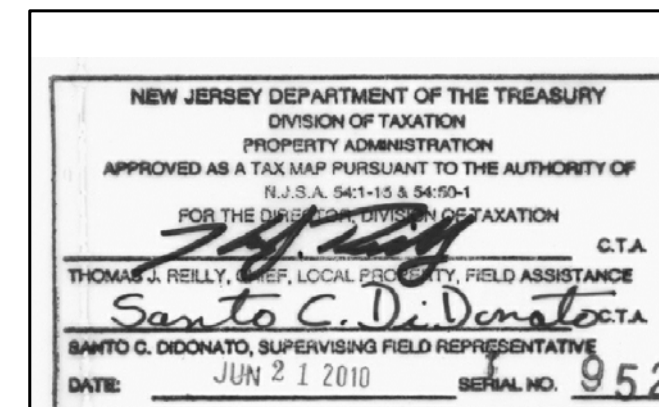 NEW JERSEY DEPARTMENT OF THE TREASURY
DIVISION OF TAXATION
PROPERTY ADMINISTRATION
APPROVED AS A TAX MAP PURSUANT TO THE AUTHORITY OF
N.J.S.A. 54:1-15 & 54:50-1
FOR THE DIRECTOR, DIVISION OF TAXATION
C.T.A.
THOMAS J. REILLY, CHIEF, LOCAL PROPERTY, FIELD ASSISTANCE
Santo C. DiDonato C.T.A.
SANTO C. DIDONATO, SUPERVISING FIELD REPRESENTATIVE
DATE: JUN 21 2010 SERIAL NO. 952